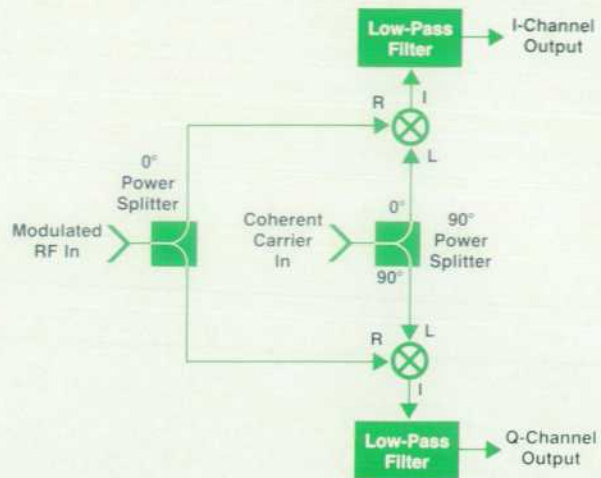 Low-Pass
Filter
I-Channel
Output
R
I
L
0°
Power
Splitter
Modulated
RF In
Coherent
Carrier
In
0°
90°
90°
Power
Splitter
R
L
I
Low-Pass
Filter
Q-Channel
Output